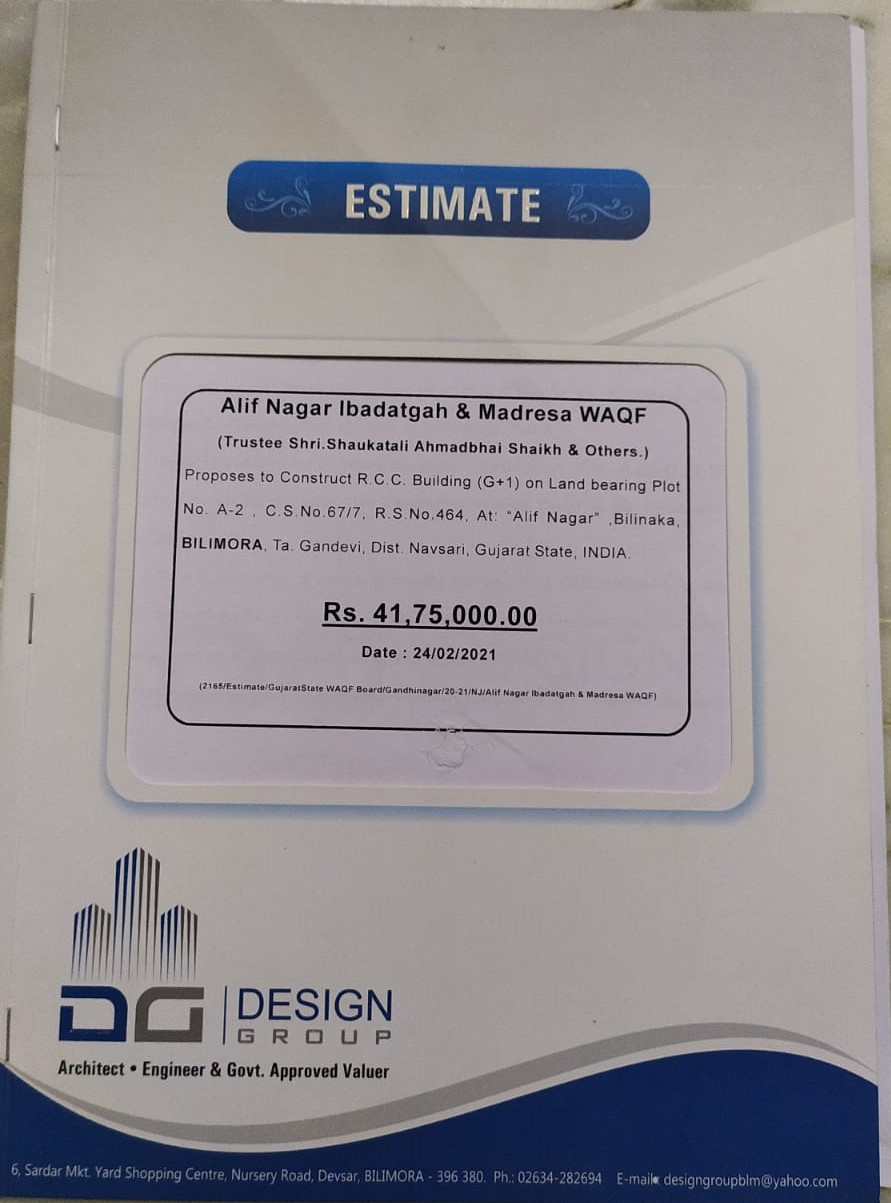 ESTIMATE
Alif Nagar Ibadatgah & Madresa WAQF
(Trustee Shri.Shaukatali Ahmadbhai Shaikh & Others.)
Proposes to Construct R.C.C. Building (G+1) on Land bearing Plot
No. A-2 , C.S.No.67/7, R.S.No.464, At: “Alif Nagar” ,Bilinaka,
BILIMORA, Ta. Gandevi, Dist. Navsari, Gujarat State, INDIA.
Rs. 41,75,000.00
Date : 24/02/2021
(2165/Estimate/GujaratState WAQF Board/Gandhinagar/20-21/NJ/Alif Nagar Ibadatgah & Madresa WAQF)
DG DESIGN
GROUP
Architect • Engineer & Govt. Approved Valuer
6, Sardar Mkt. Yard Shopping Centre, Nursery Road, Devsar, BILIMORA - 396 380. Ph.: 02634-282694 E-mail: designgroupblm@yahoo.com